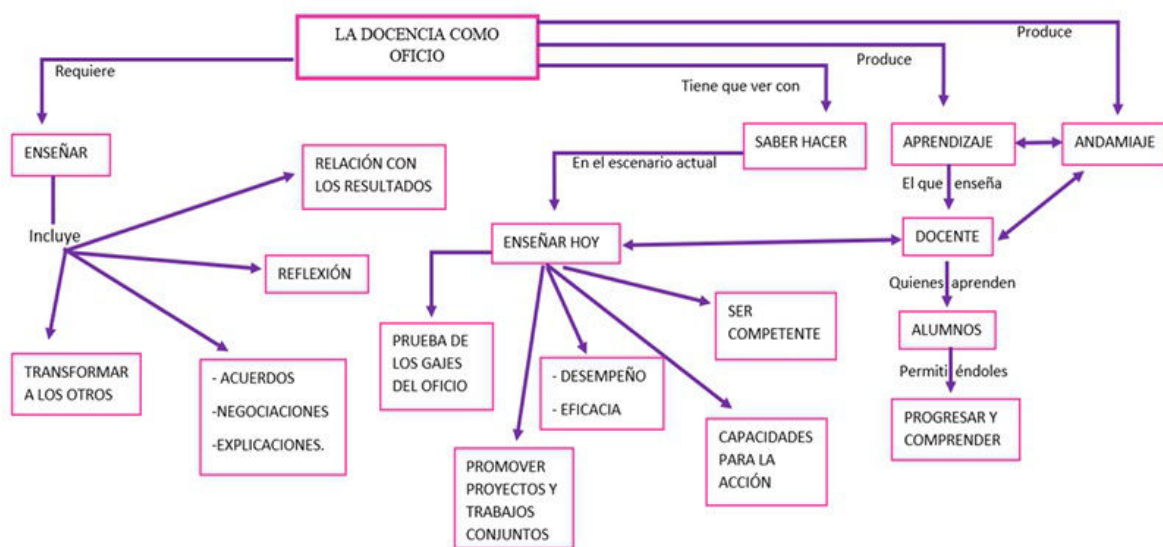 LA DOCENCIA COMO
OFICIO
Requiere
Tiene que ver con
Produce
Produce
ENSEÑAR
SABER HACER
APRENDIZAJE
ANDAMIAJE
Incluye
RELACIÓN CON
LOS RESULTADOS
REFLEXIÓN
TRANSFORMAR
A LOS OTROS
- ACUERDOS
-NEGOCIACIONES
-EXPLICACIONES.
En el escenario actual
ENSEÑAR HOY
PRUEBA DE
LOS GAJES
DEL OFICIO
PROMOVER
PROYECTOS Y
TRABAJOS
CONJUNTOS
- DESEMPEÑO
- EFICACIA
CAPACIDADES
PARA LA
ACCIÓN
SER
COMPETENTE
El que enseña
DOCENTE
Quienes aprenden
ALUMNOS
Permiti éndoles
PROGRESAR Y
COMPRENDER